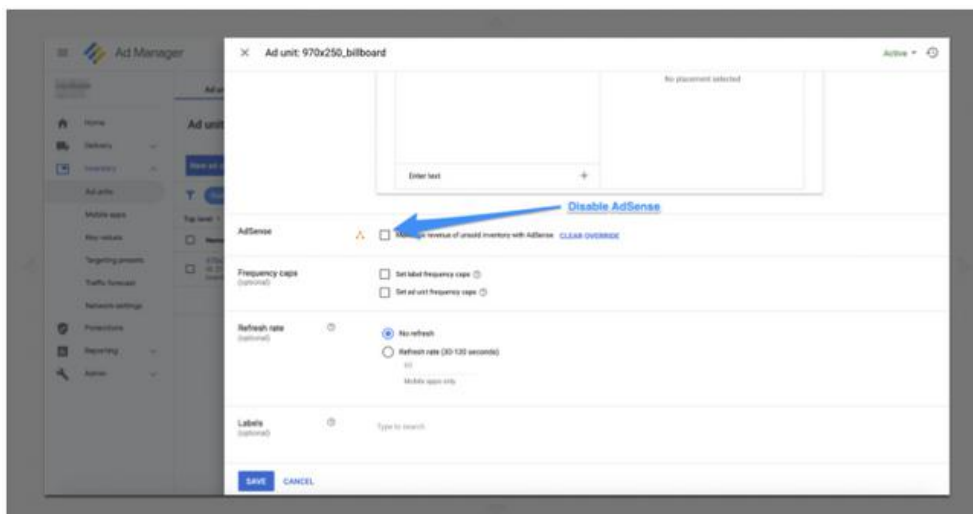 Ad Manager
× Ad unit: 970x250_billboard
Active
No placement selected
Home
Delivery
Inventory
Ad units
Mobile apps
Key-values
Targeting presets
Traffic forecast
Network settings
Protections
Reporting
Admin
Ad unit
Enter text
Disable AdSense
AdSense
revenue of unsold inventory with AdSense CLEAR OVERRIDE
Frequency caps
(optional)
Set label frequency caps
Set ad unit frequency caps
Refresh rate
(optional)
No refresh
Refresh rate (30-120 seconds)
Mobile apps only
Labels
(optional)
Type to search
SAVE CANCEL